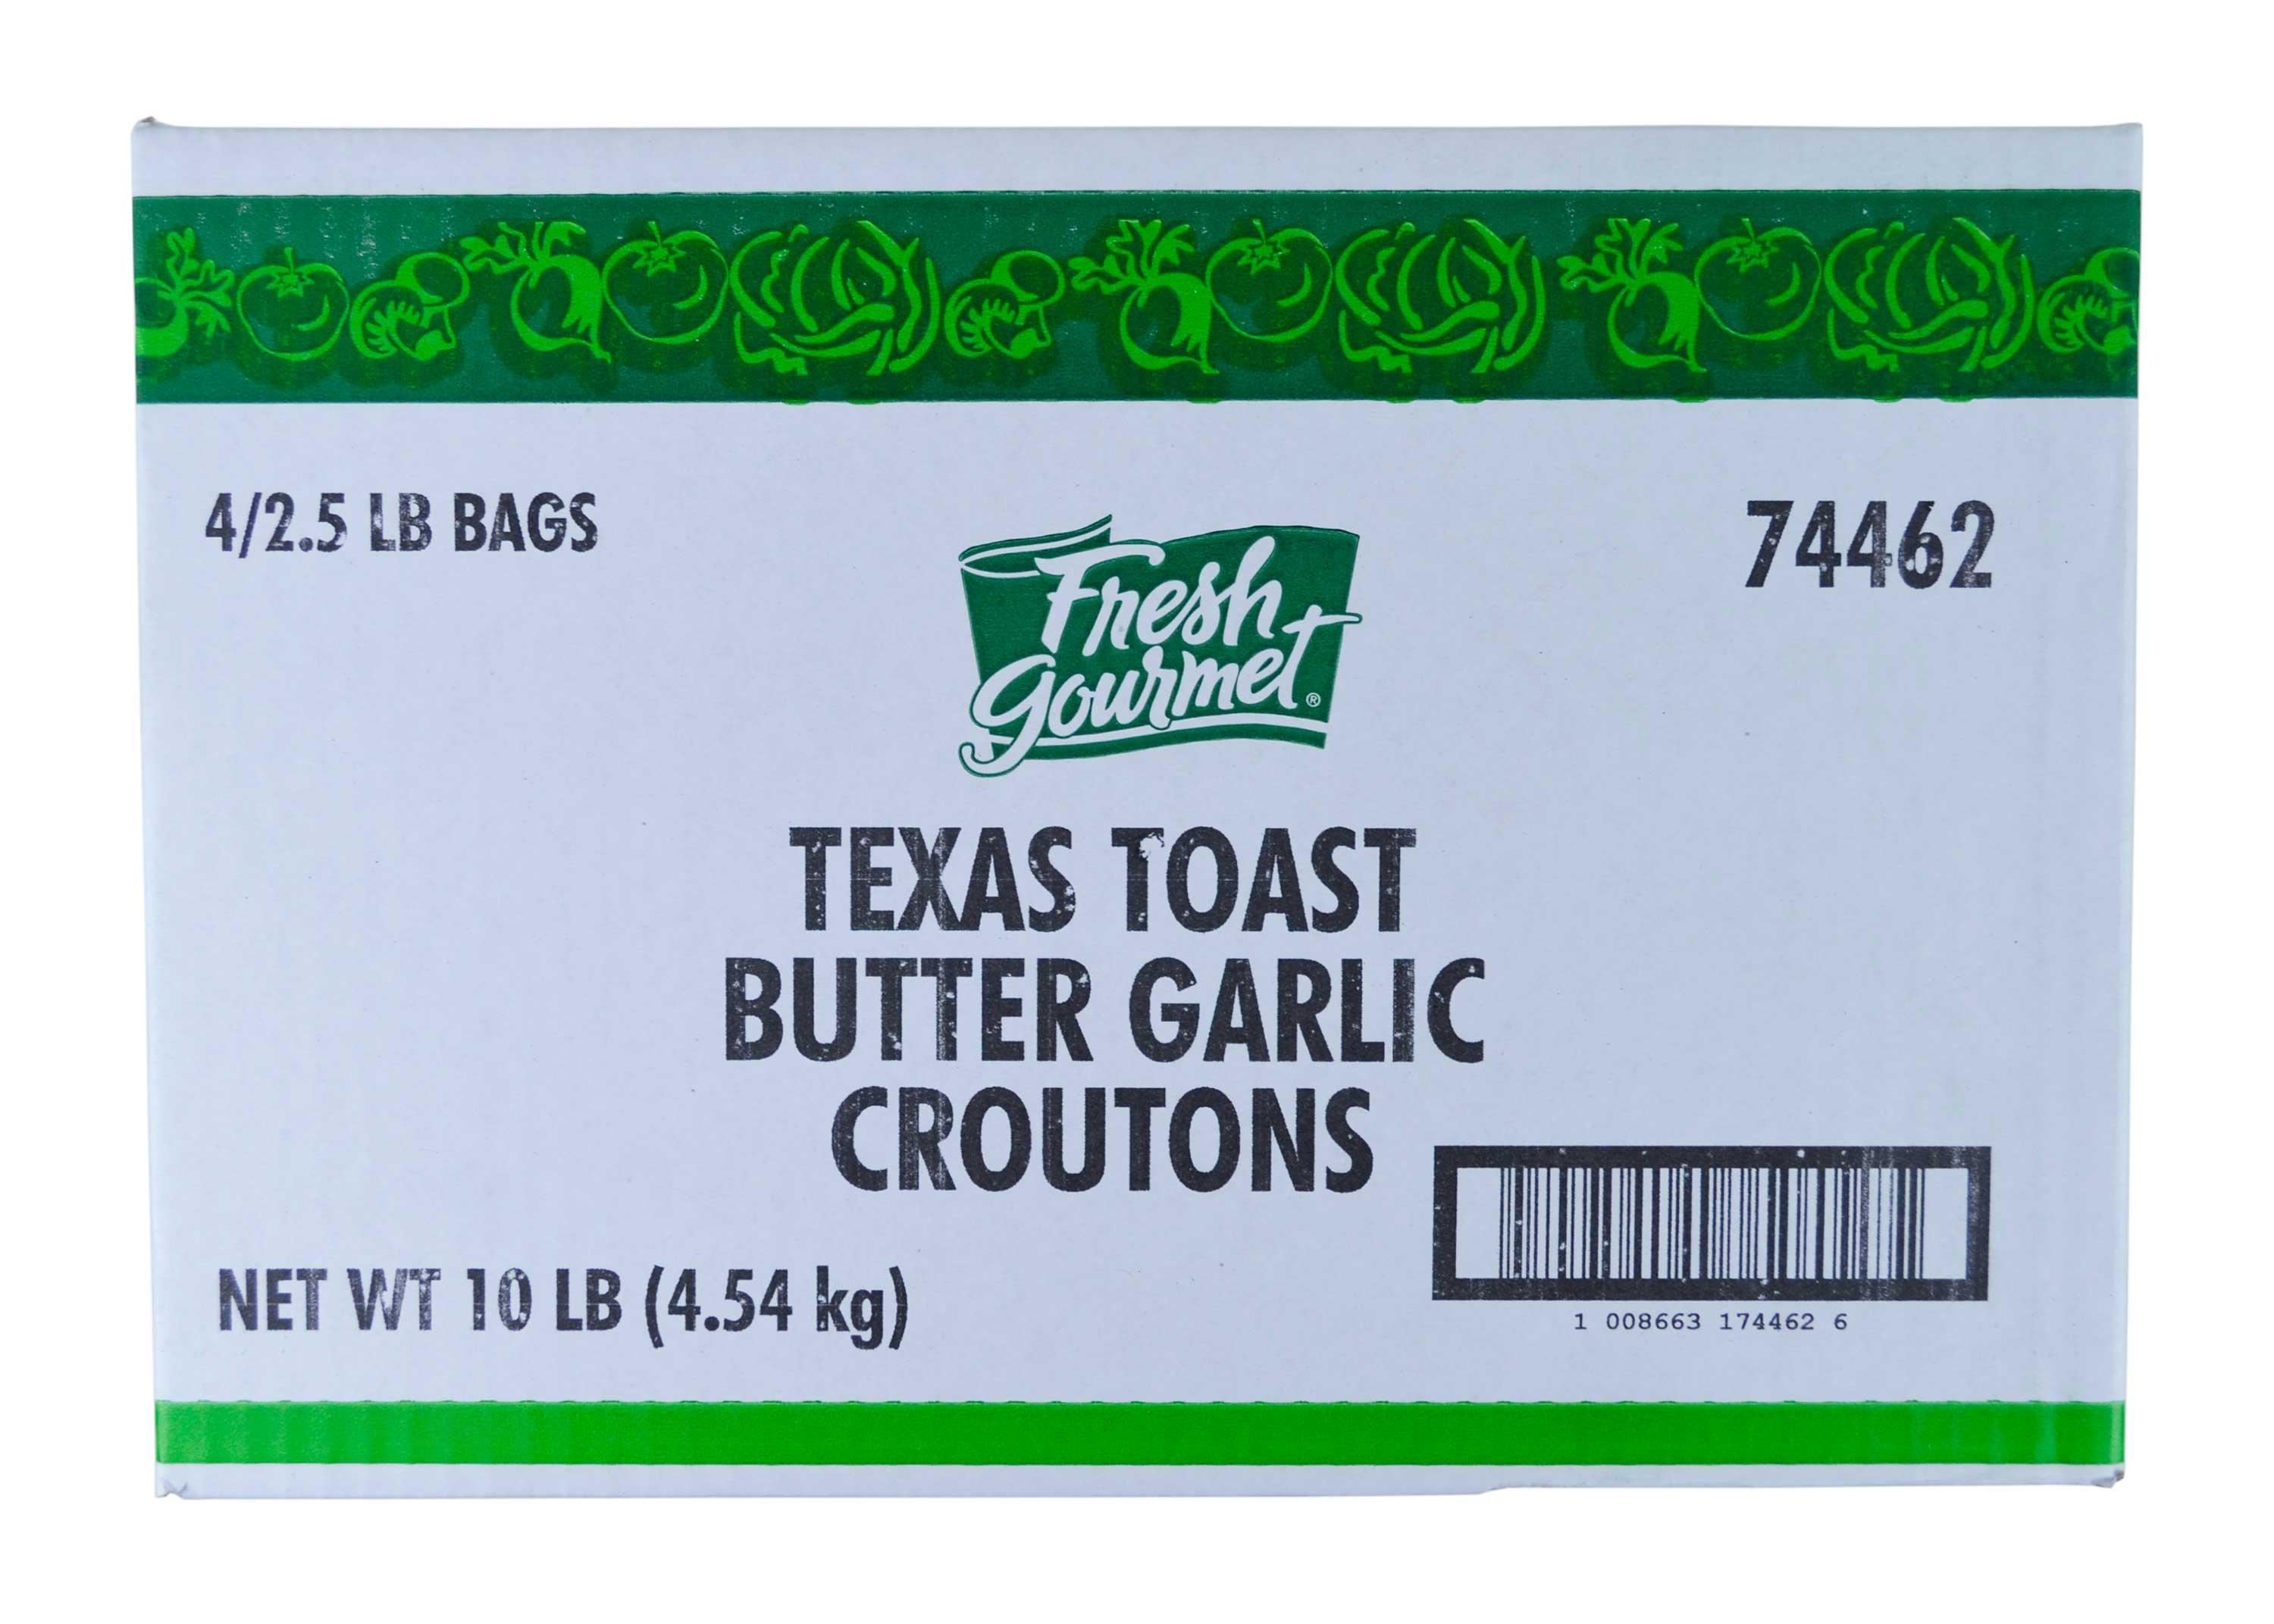 4/2.5 LB BAGS
74462
Fresh
Gourmet®
TEXAS TOAST
BUTTER GARLIC
CROUTONS
NET WT 10 LB (4.54 kg)
1 008663 174462 6